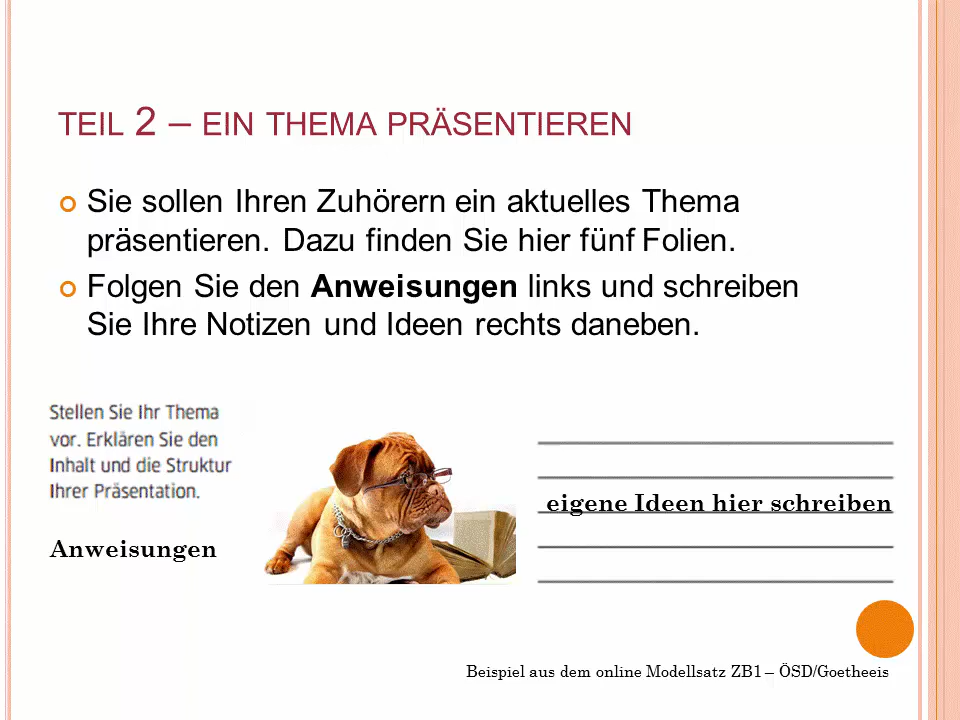 TEIL 2 – EIN THEMA PRÄSENTIEREN
Sie sollen Ihren Zuhörern ein aktuelles Thema
präsentieren. Dazu finden Sie hier fünf Folien.
Folgen Sie den Anweisungen links und schreiben
Sie Ihre Notizen und Ideen rechts daneben.
Stellen Sie Ihr Thema
vor. Erklären Sie den
Inhalt und die Struktur
Ihrer Präsentation.
Anweisungen
eigene Ideen hier schreiben
Beispiel aus dem online Modellsatz ZB1 – ÖSD/Goetheeis